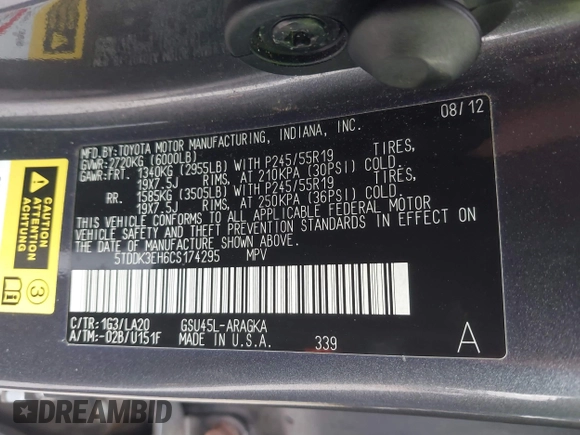 08/12
MFD.BY:TOYOTA MOTOR MANUFACTURING, INDIANA, INC.
GVWR:2720KG (6000LB)
GAWR:FRT. 1340KG (2955LB) WITH P245/55R19 TIRES,
19X7.5J RIMS, AT 210KPA (30PSI) COLD.
RR. 1585KG (3505LB) WITH P245/55R19 TIRES,
19X7.5J RIMS, AT 250KPA (36PSI) COLD.
THIS VEHICLE CONFORMS TO ALL APPLICABLE FEDERAL MOTOR
VEHICLE SAFETY AND THEFT PREVENTION STANDARDS IN EFFECT ON
THE DATE OF MANUFACTURE SHOWN ABOVE.
5TDDK3EH6CS174295 MPV
C/TR:1G3/LA20 GSU45L-ARAGKA
A/TM:-02B/U151F MADE IN U.S.A. 339
A
CAUTION
ATTENTION
ACHTUNG
3
DREAMBID